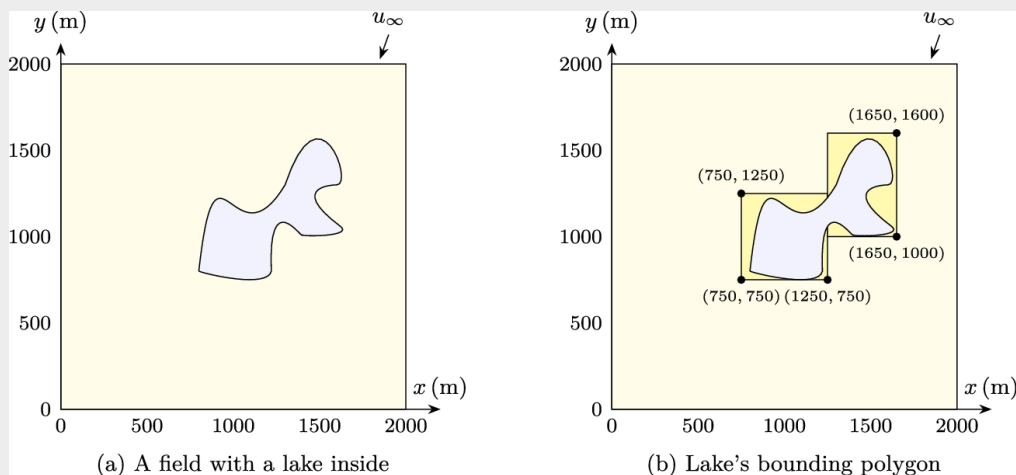 y (m)
u∞
2000
1500
1000
500
0
0 500 1000 1500 2000
x (m)
(a) A field with a lake inside
y (m)
u∞
2000
(1650, 1600)
1500
(750, 1250)
1000
(1650, 1000)
(750, 750) (1250, 750)
500
0
0 500 1000 1500 2000
x (m)
(b) Lake's bounding polygon